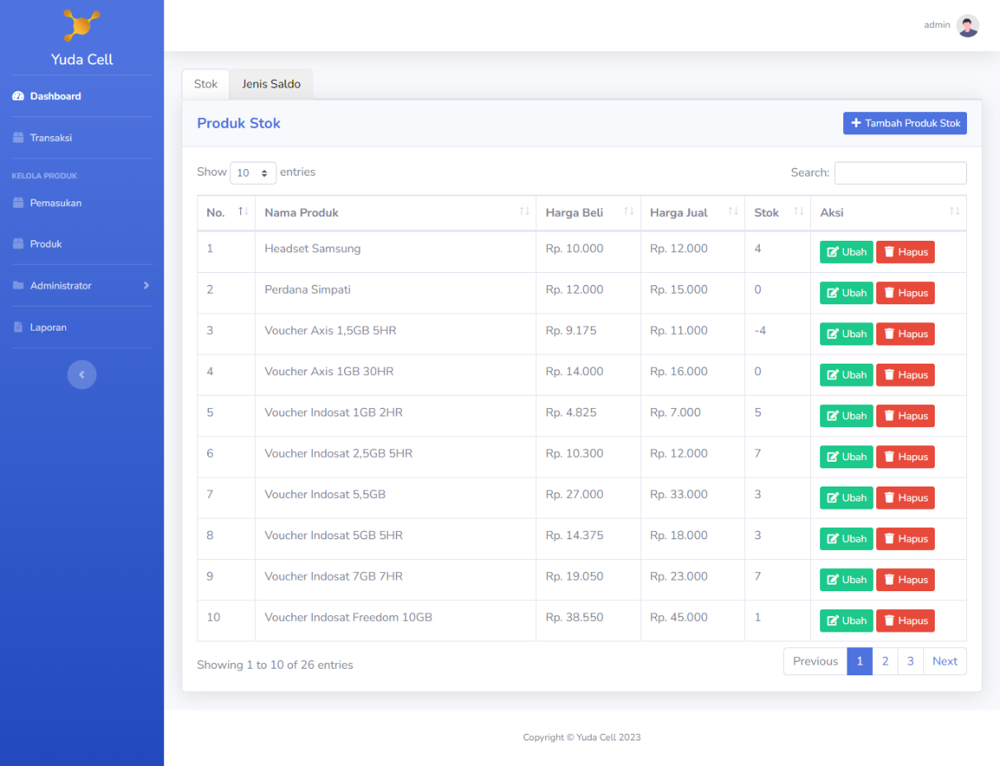 Yuda Cell
Dashboard
Transaksi
KELOLA PRODUK
Pemasukan
Produk
Administrator
Laporan
admin
Stok Jenis Saldo
Produk Stok Tambah Produk Stok
Show 10 entries Search:
No. Nama Produk Harga Beli Harga Jual Stok Aksi
1 Headset Samsung Rp. 10.000 Rp. 12.000 4 Ubah Hapus
2 Perdana Simpati Rp. 12.000 Rp. 15.000 0 Ubah Hapus
3 Voucher Axis 1,5GB 5HR Rp. 9.175 Rp. 11.000 -4 Ubah Hapus
4 Voucher Axis 1GB 30HR Rp. 14.000 Rp. 16.000 0 Ubah Hapus
5 Voucher Indosat 1GB 2HR Rp. 4.825 Rp. 7.000 5 Ubah Hapus
6 Voucher Indosat 2,5GB 5HR Rp. 10.300 Rp. 12.000 7 Ubah Hapus
7 Voucher Indosat 5,5GB Rp. 27.000 Rp. 33.000 3 Ubah Hapus
8 Voucher Indosat 5GB 5HR Rp. 14.375 Rp. 18.000 3 Ubah Hapus
9 Voucher Indosat 7GB 7HR Rp. 19.050 Rp. 23.000 7 Ubah Hapus
10 Voucher Indosat Freedom 10GB Rp. 38.550 Rp. 45.000 1 Ubah Hapus
Showing 1 to 10 of 26 entries Previous 1 2 3 Next
Copyright © Yuda Cell 2023